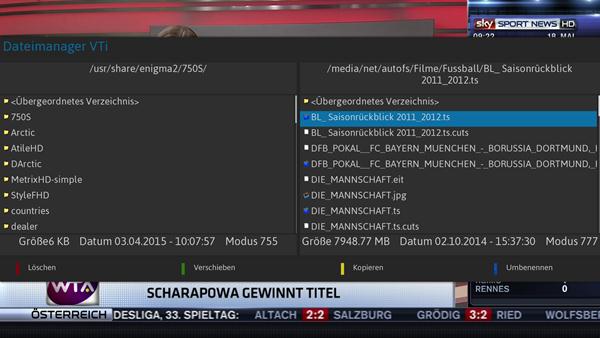 sky SPORT NEWS HD
09:22 18. MAI
Dateimanager VTi
/usr/share/enigma2/750S/
<Übergeordnetes Verzeichnis>
750S
Arctic
AtileHD
DArctic
MetrixHD-simple
StyleFHD
countries
dealer
Größe6 KB Datum 03.04.2015 - 10:07:57 Modus 755
/media/net/autofs/Filme/Fussball/BL_ Saisonrückblick
2011_2012.ts
<Übergeordnetes Verzeichnis>
BL_ Saisonrückblick 2011_2012.ts
BL_ Saisonrückblick 2011_2012.ts.cuts
DFB_POKAL__FC_BAYERN_MUENCHEN_-_BORUSSIA_DORTMUND,_
DFB_POKAL__FC_BAYERN_MUENCHEN_-_BORUSSIA_DORTMUND,_
DIE_MANNSCHAFT.eit
DIE_MANNSCHAFT.jpg
DIE_MANNSCHAFT.ts
DIE_MANNSCHAFT.ts.cuts
Größe 7948.77 MB Datum 02.10.2014 - 15:37:30 Modus 777
Löschen Verschieben Kopieren Umbenennen
WTA SCHARAPOWA GEWINNT TITEL
RENNES 0
ÖSTERREICH DESLIGA, 33. SPIELTAG: ALTACH 2:2 SALZBURG GRÖDIG 3:2 RIED WOLFSBER